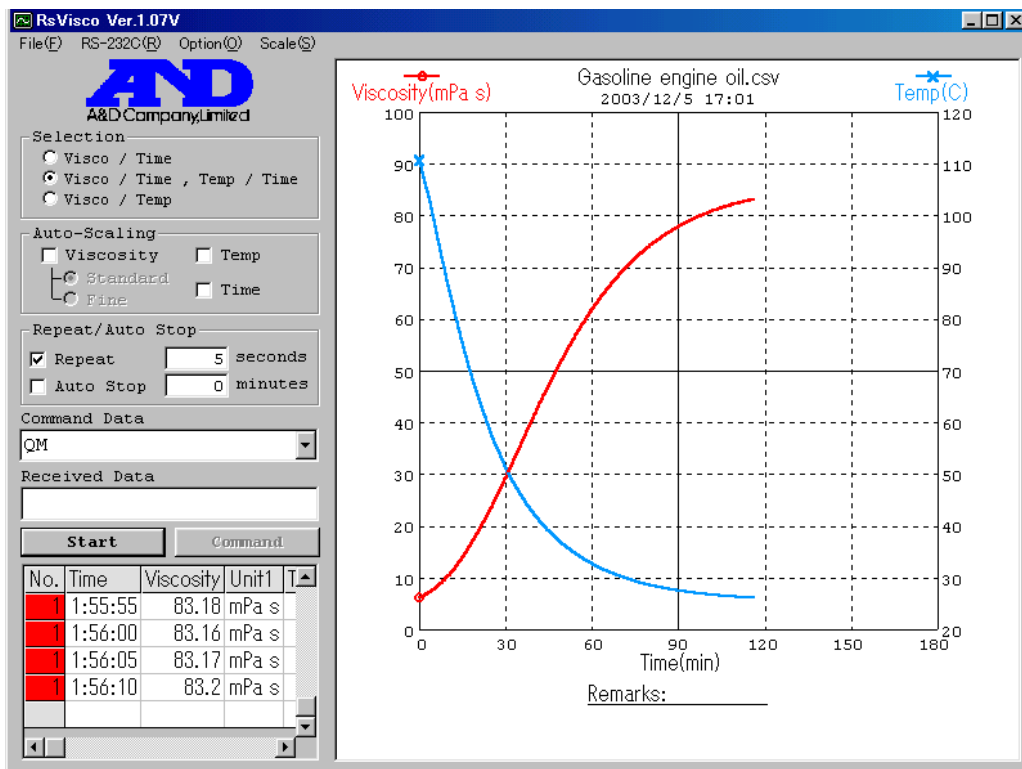 RsVisco Ver.1.07V
File(F) RS-232C(R) Option(O) Scale(S)
AND
A&D Company,Limited
Selection
Visco / Time
Visco / Time , Temp / Time
Visco / Temp
Auto-Scaling
Viscosity Temp
Standard
Fine
Time
Repeat/Auto Stop
Repeat 5 seconds
Auto Stop 0 minutes
Command Data
QM
Received Data
Start Command
No. Time Viscosity Unit1 T
1 1:55:55 83.18 mPa s
1 1:56:00 83.16 mPa s
1 1:56:05 83.17 mPa s
1 1:56:10 83.2 mPa s
Gasoline engine oil.csv
2003/12/5 17:01
Viscosity(mPa s)
Temp(C)
100 120
90 110
80 100
70 90
60 80
50 70
40 60
30 50
20 40
10 30
0 20
0 30 60 90 120 150 180
Time(min)
Remarks: